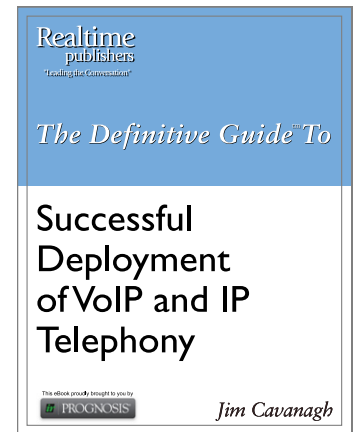 Realtime
publishers
"Leading the Conversation"
The Definitive Guide™ To
Successful
Deployment
of VoIP and IP
Telephony
This eBook proudly brought to you by
PROGNOSIS
Jim Cavanagh